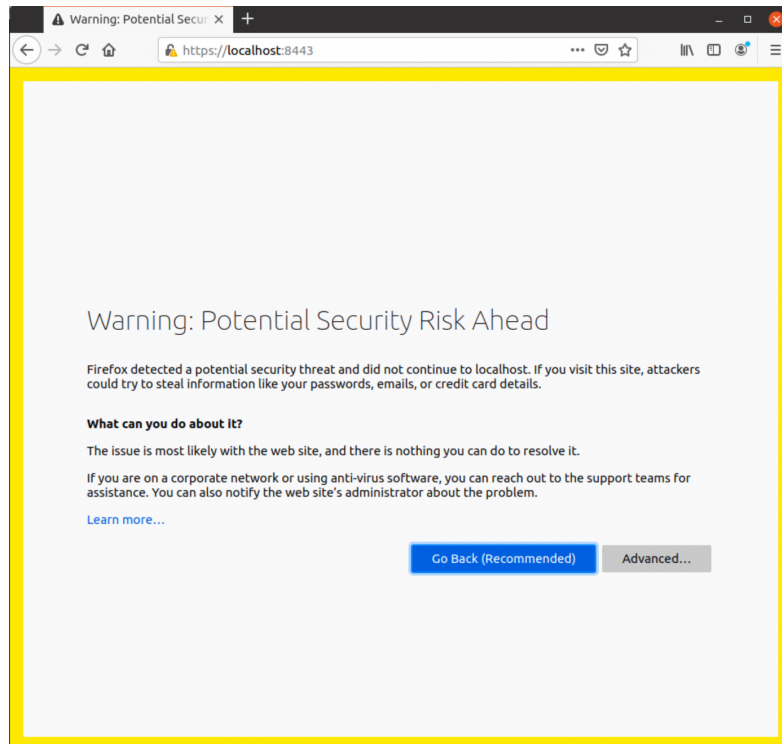 Warning: Potential Secur
https://localhost:8443
Warning: Potential Security Risk Ahead
Firefox detected a potential security threat and did not continue to localhost. If you visit this site, attackers
could try to steal information like your passwords, emails, or credit card details.
What can you do about it?
The issue is most likely with the web site, and there is nothing you can do to resolve it.
If you are on a corporate network or using anti-virus software, you can reach out to the support teams for
assistance. You can also notify the web site’s administrator about the problem.
Learn more…
Go Back (Recommended) Advanced…